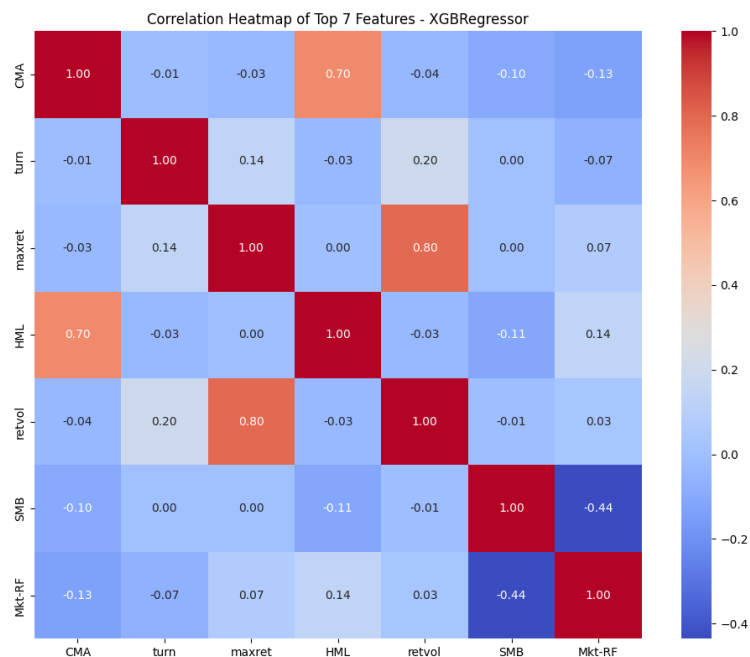 Correlation Heatmap of Top 7 Features - XGBRegressor
CMA 1.00 -0.01 -0.03 0.70 -0.04 -0.10 -0.13
turn -0.01 1.00 0.14 -0.03 0.20 0.00 -0.07
maxret -0.03 0.14 1.00 0.00 0.80 0.00 0.07
HML 0.70 -0.03 0.00 1.00 -0.03 -0.11 0.14
retvol -0.04 0.20 0.80 -0.03 1.00 -0.01 0.03
SMB -0.10 0.00 0.00 -0.11 -0.01 1.00 -0.44
Mkt-RF -0.13 -0.07 0.07 0.14 0.03 -0.44 1.00
CMA turn maxret HML retvol SMB Mkt-RF
1.0
0.8
0.6
0.4
0.2
0.0
−0.2
−0.4